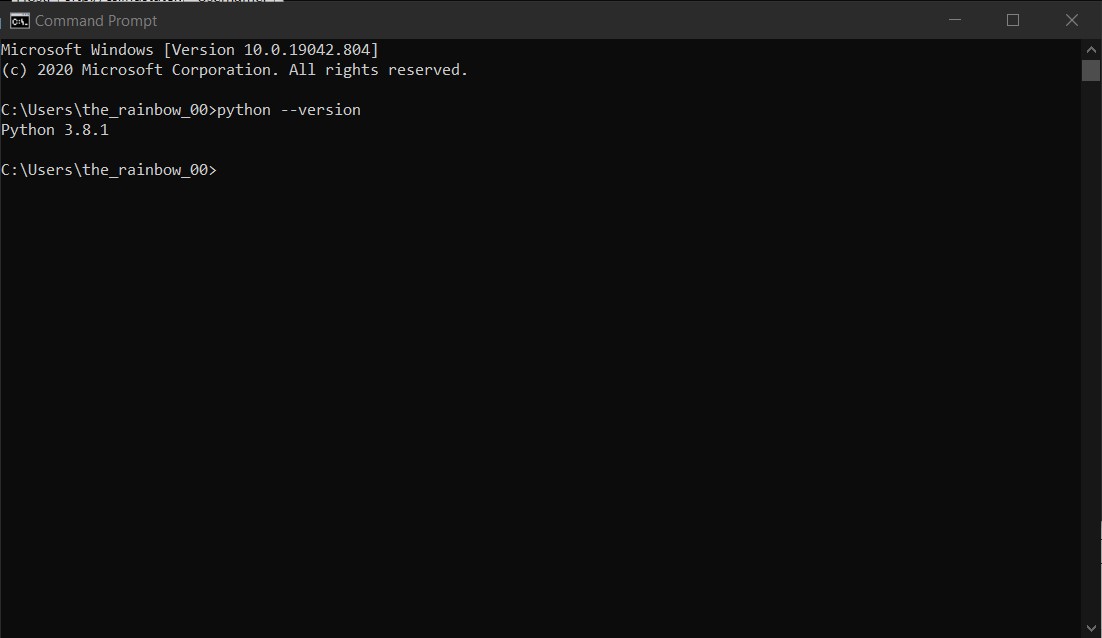 Command Prompt
Microsoft Windows [Version 10.0.19042.804]
(c) 2020 Microsoft Corporation. All rights reserved.
C:\Users\the_rainbow_00>python --version
Python 3.8.1
C:\Users\the_rainbow_00>